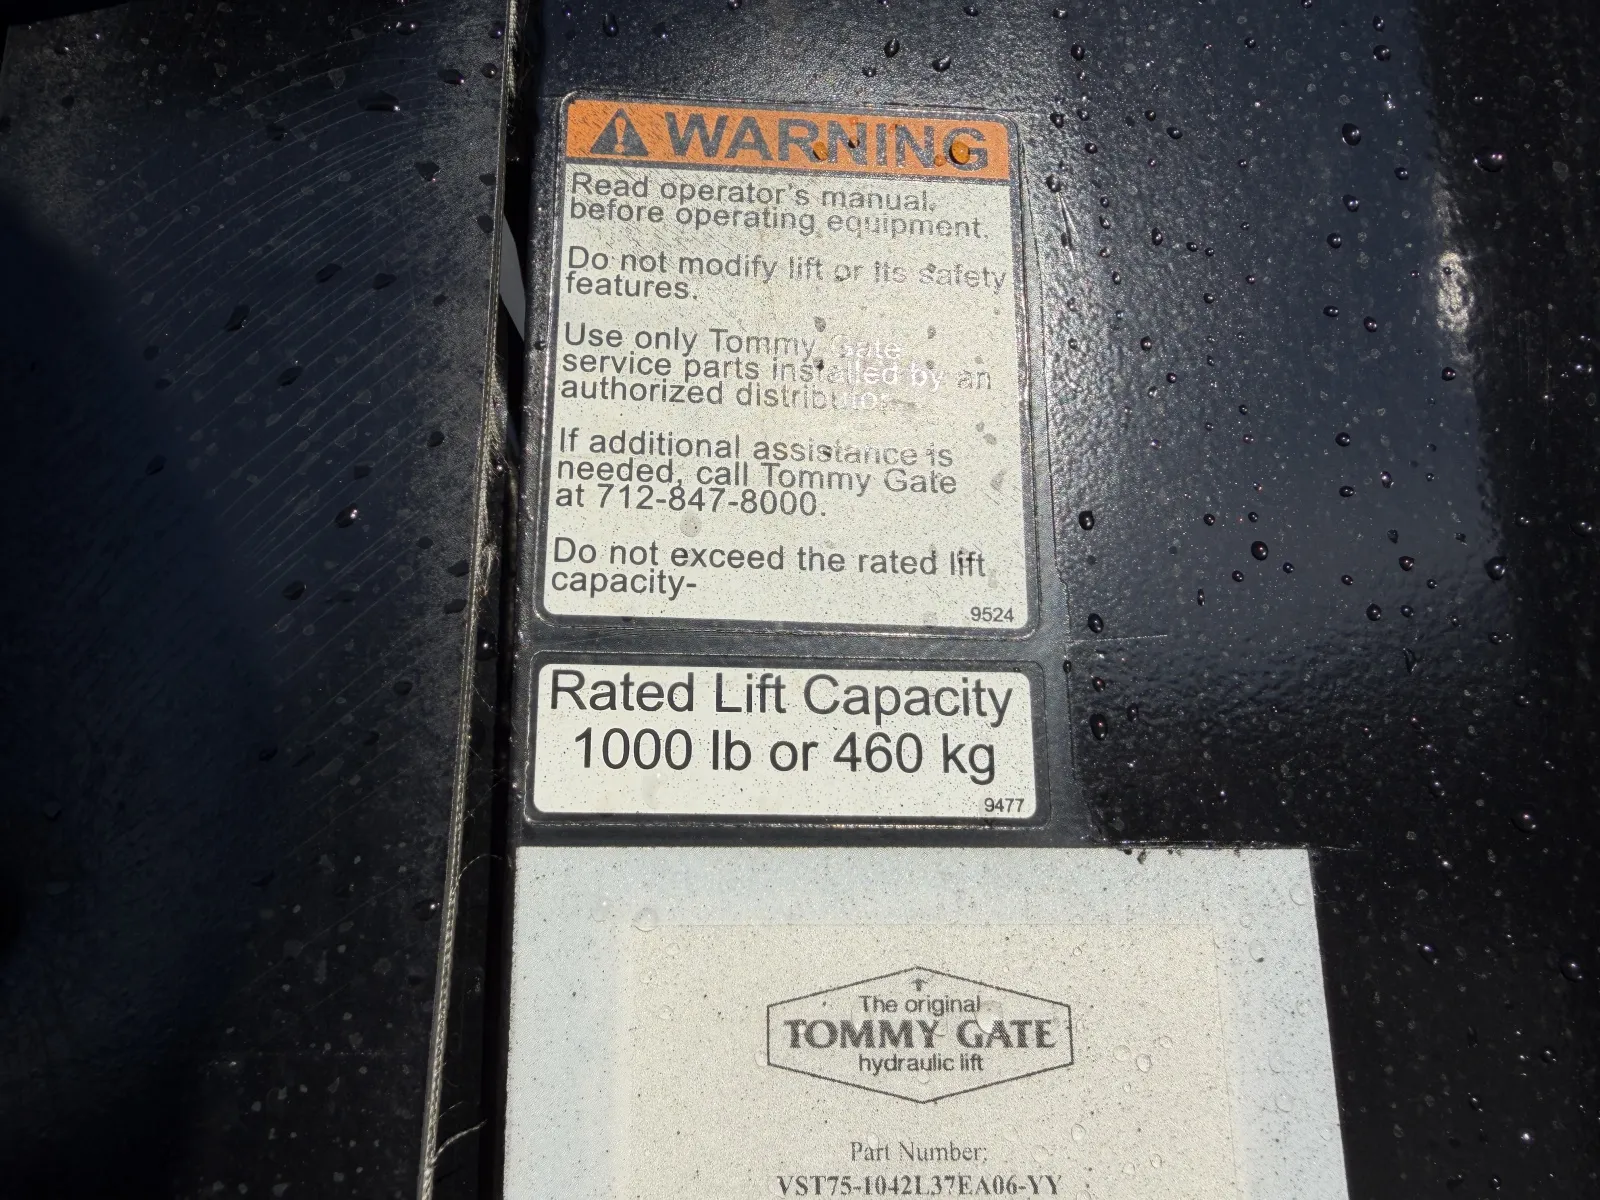 WARNING
Read operator's manual
before operating equipment.
Do not modify lift or its safety
features.
Use only Tommy Gate
service parts installed by an
authorized distributor.
If additional assistance is
needed, call Tommy Gate
at 712-847-8000.
Do not exceed the rated lift
capacity-
9524
Rated Lift Capacity
1000 lb or 460 kg
9477
The original
TOMMY GATE
hydraulic lift
Part Number:
VST75-1042L37EA06-YY